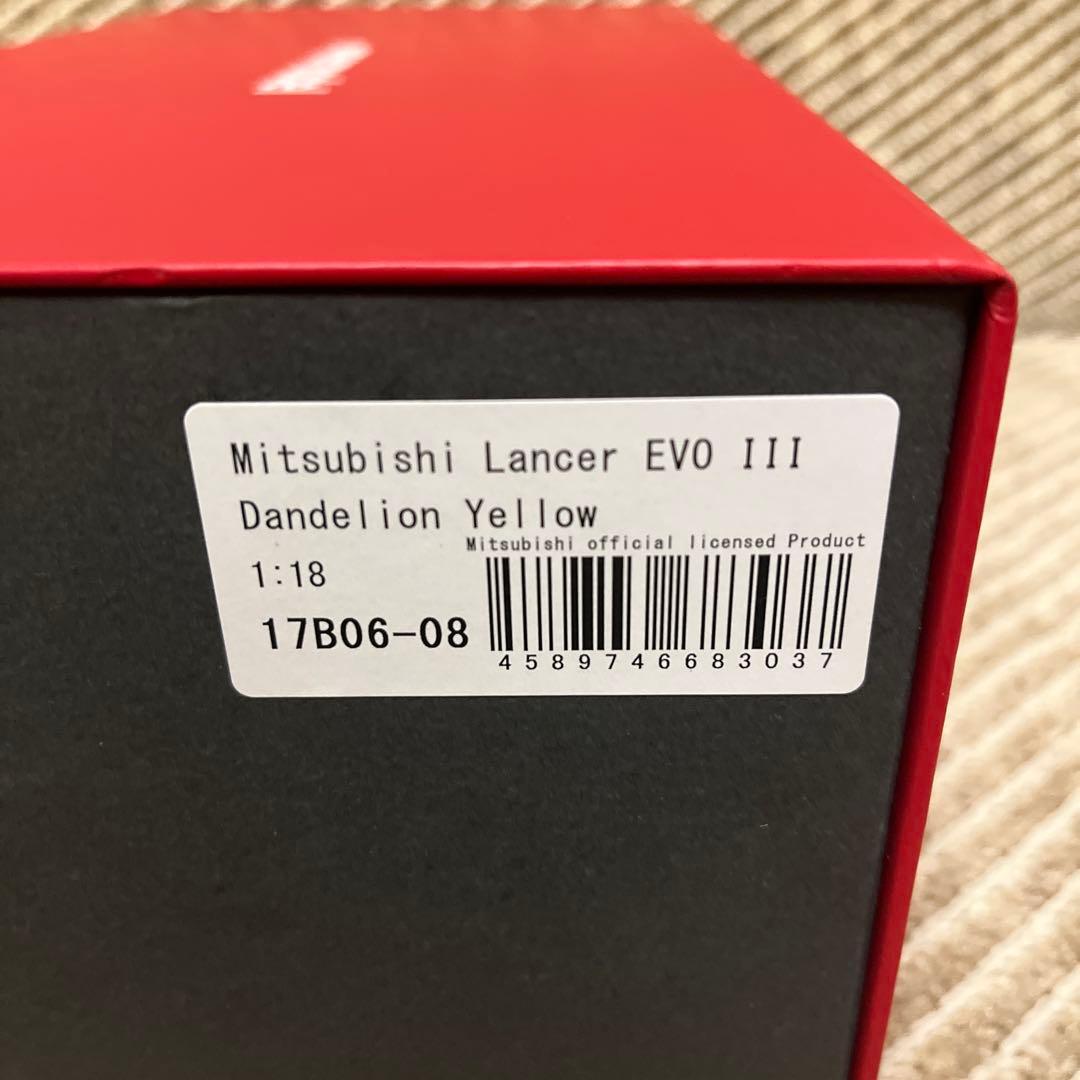 Mitsubishi Lancer EVO III
Dandelion Yellow
Mitsubishi official licensed Product
1:18
17B06-08
4589746683037